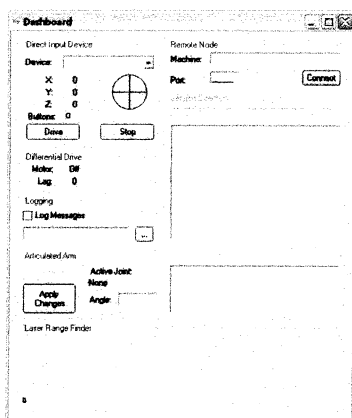 Dashboard
Direct Input Device
Device:
X: 0
Y: 0
Z: 0
Buttons: 0
Drive
Stop
Differential Drive
Motor: Off
Lag: 0
Logging
Log Messages
...
Articulated Arm
Active Joint:
None
Apply
Changes
Angle:
Laser Range Finder
Remote Node
Machine:
Port:
Connect